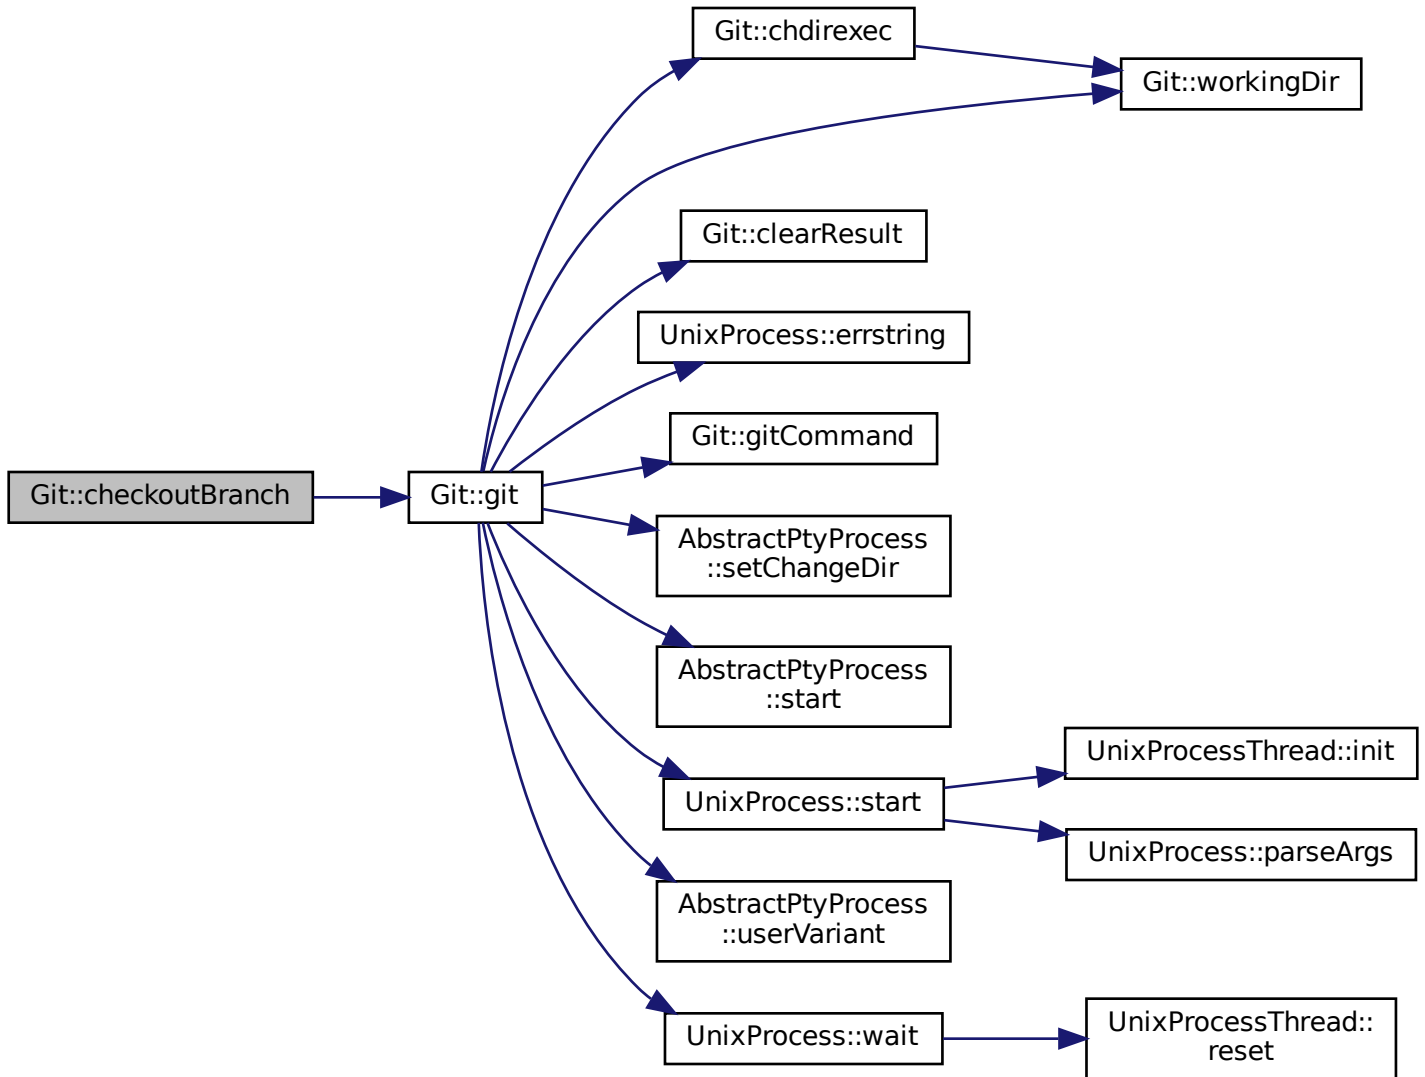 Git::checkoutBranch
Git::git
Git::chdirexec
Git::workingDir
Git::clearResult
UnixProcess::errstring
Git::gitCommand
AbstractPtyProcess
::setChangeDir
AbstractPtyProcess
::start
UnixProcess::start
UnixProcessThread::init
UnixProcess::parseArgs
AbstractPtyProcess
::userVariant
UnixProcess::wait
UnixProcessThread::
reset